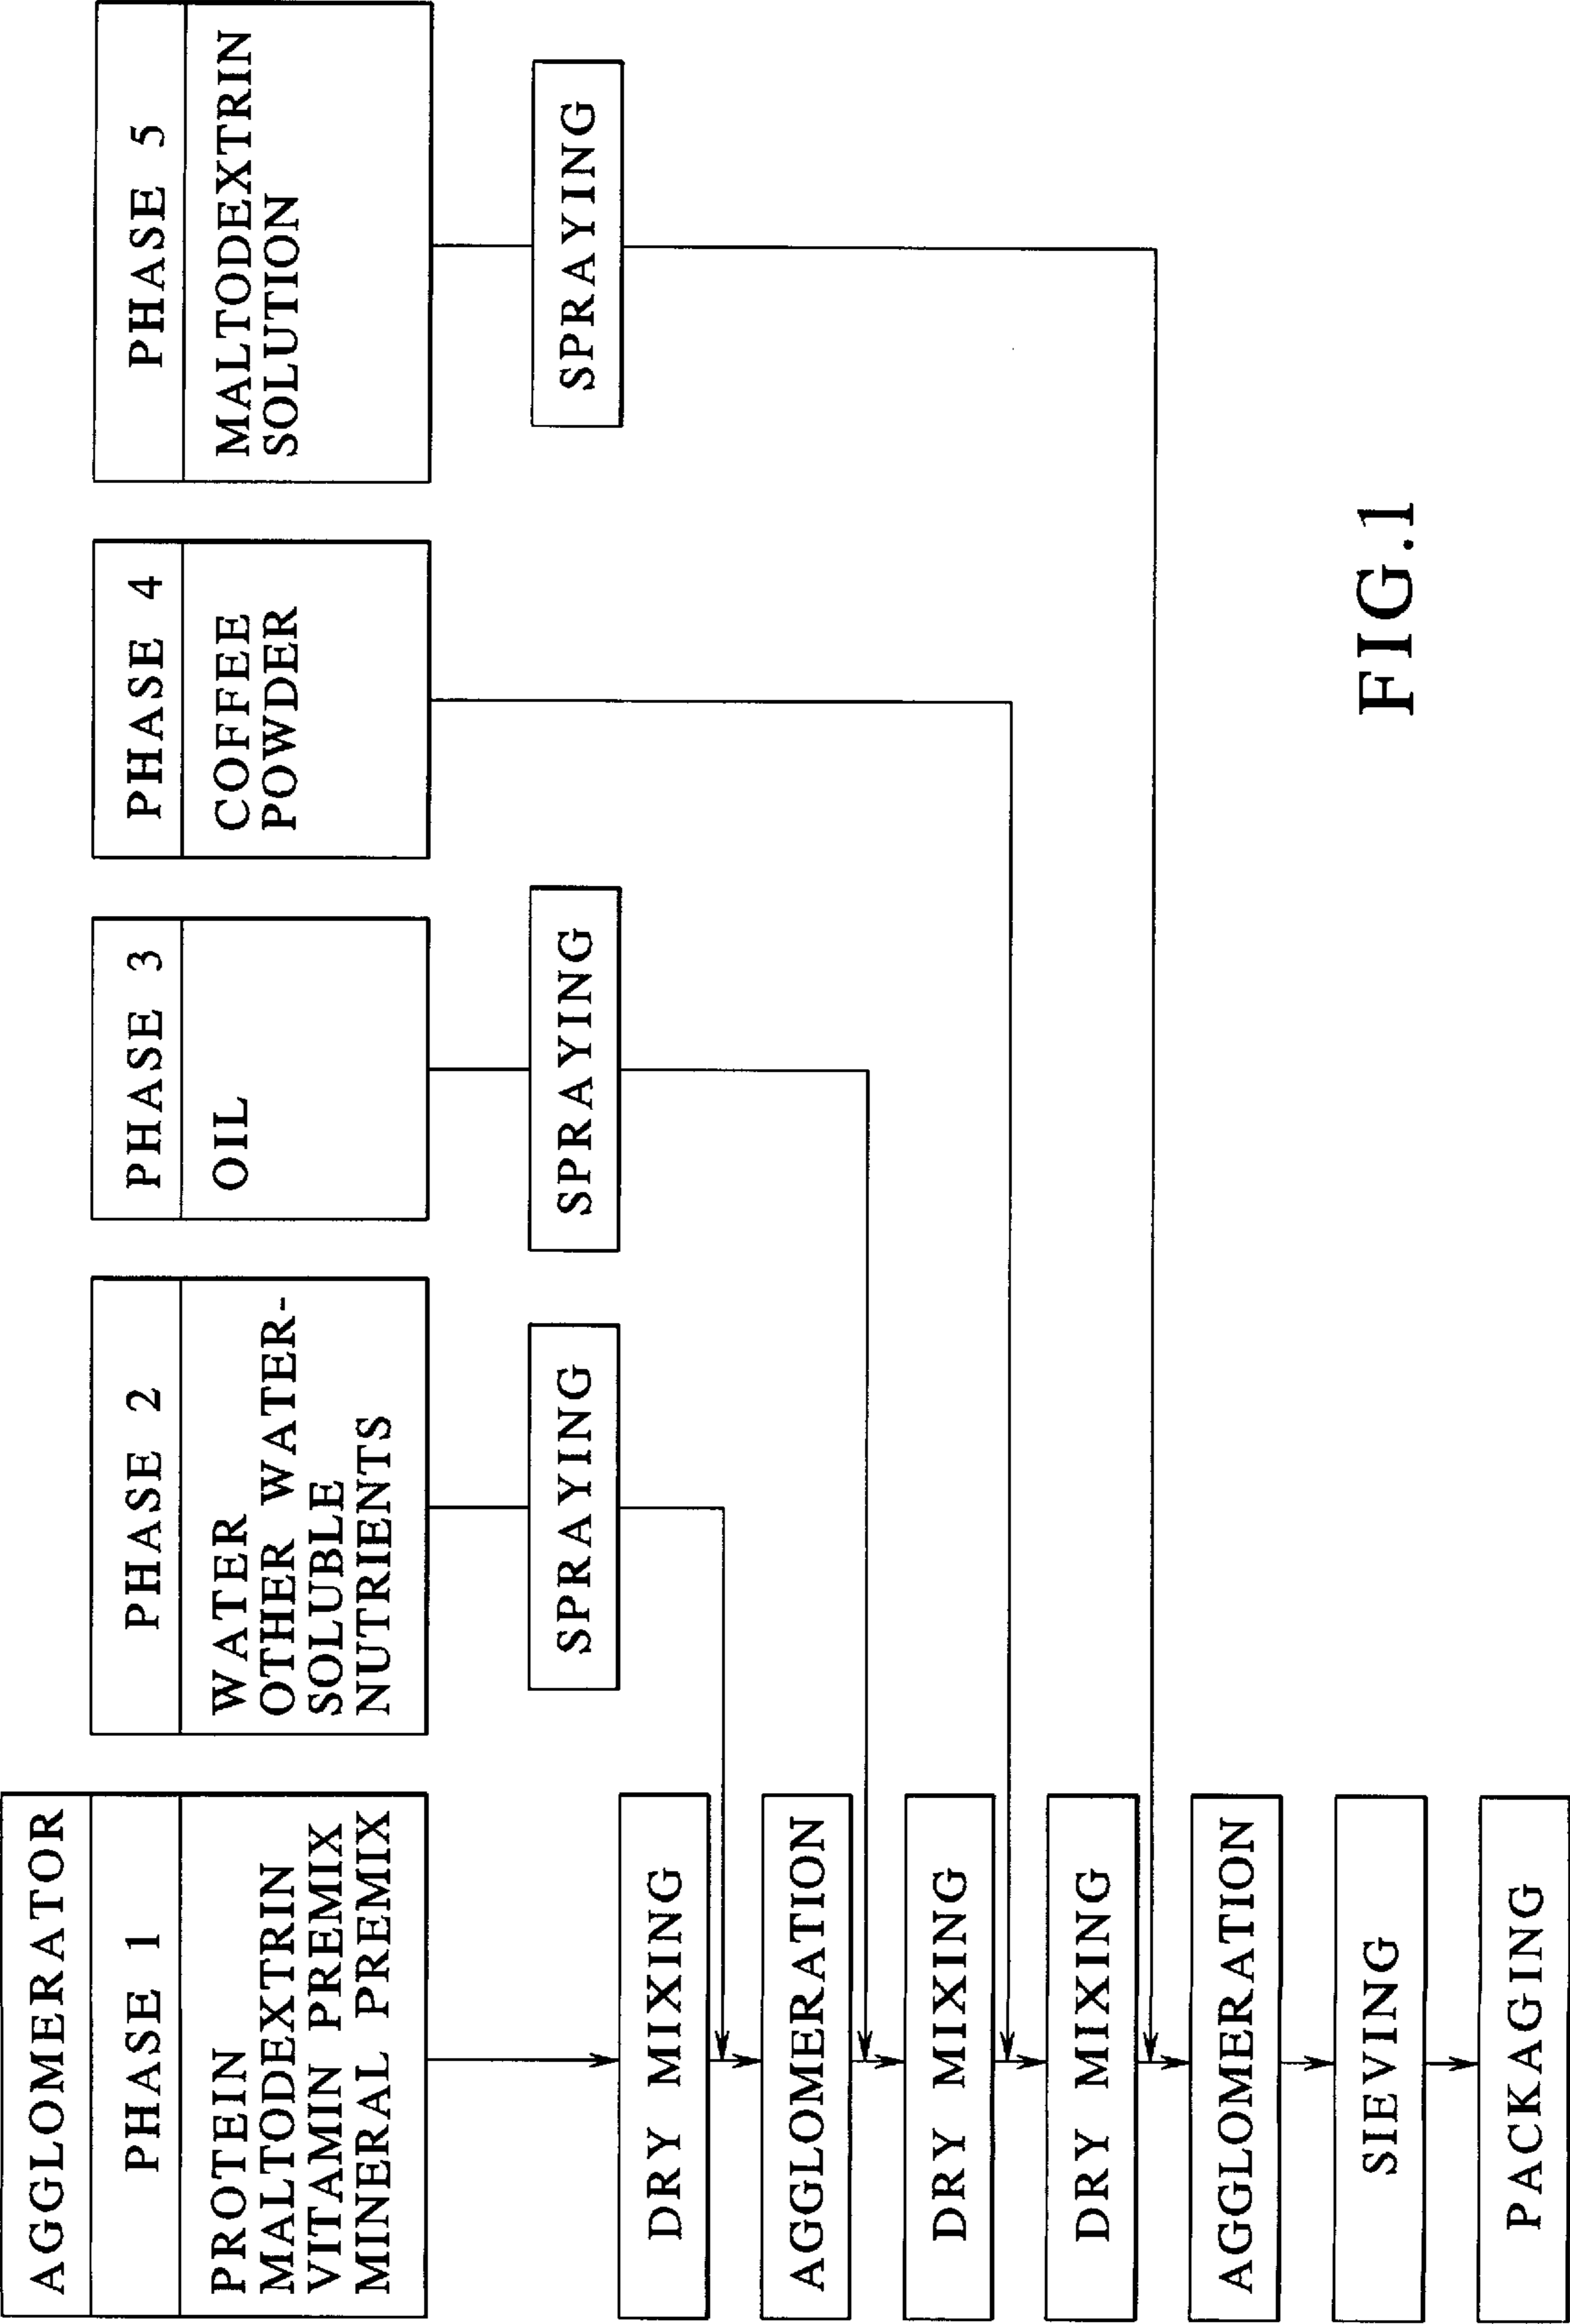 AGGLOMERATOR
PHASE 1
PROTEIN
MALTODEXTRIN
VITAMIN PREMIX
MINERAL PREMIX
PHASE 2
WATER
OTHER WATER-
SOLUBLE
NUTRIENTS
PHASE 3
OIL
PHASE 4
COFFEE
POWDER
PHASE 5
MALTODEXTRIN
SOLUTION
SPRAYING
SPRAYING
SPRAYING
DRY MIXING
AGGLOMERATION
DRY MIXING
DRY MIXING
AGGLOMERATION
SIEVING
PACKAGING
FIG.1